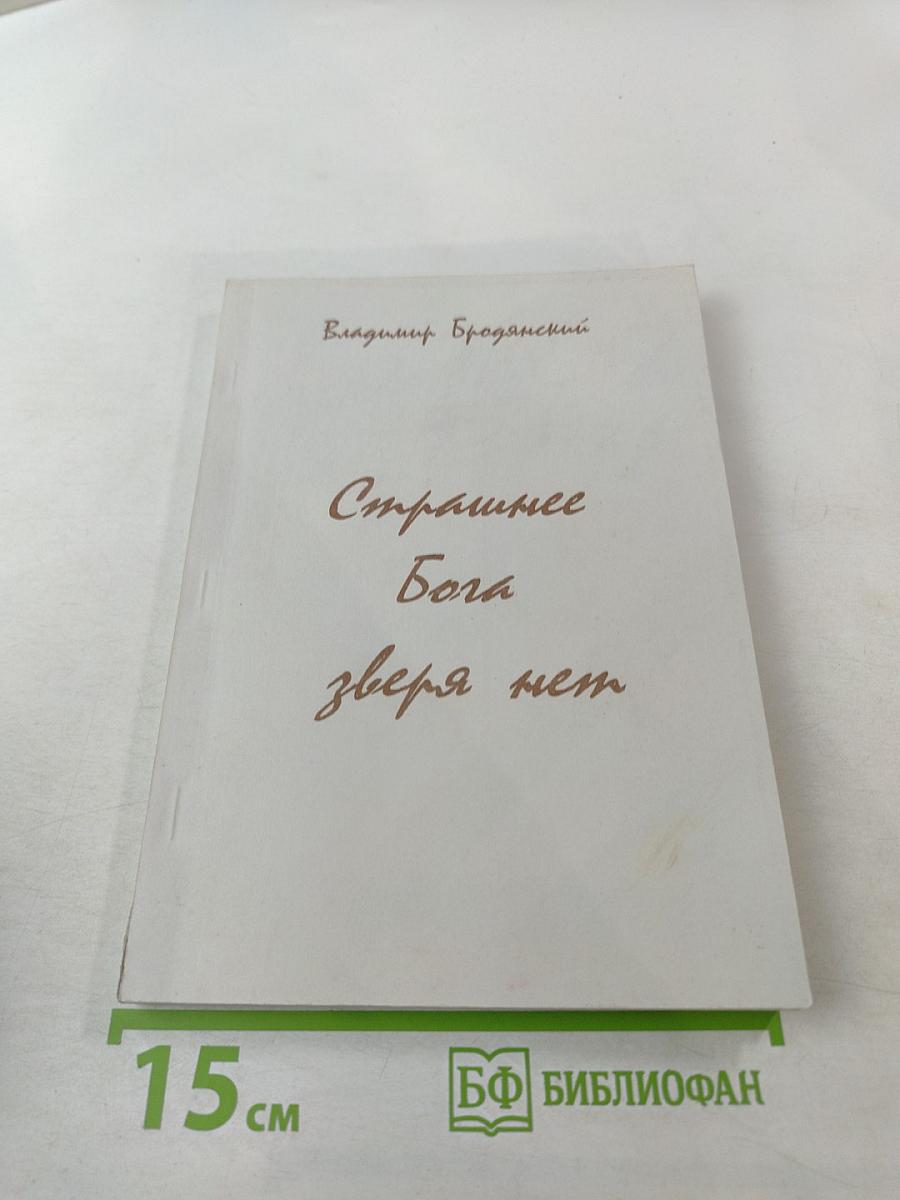 Владимир Бродянский
Страшнее
Бога
зверя нет
15 см
БФ БИБЛИОФАН